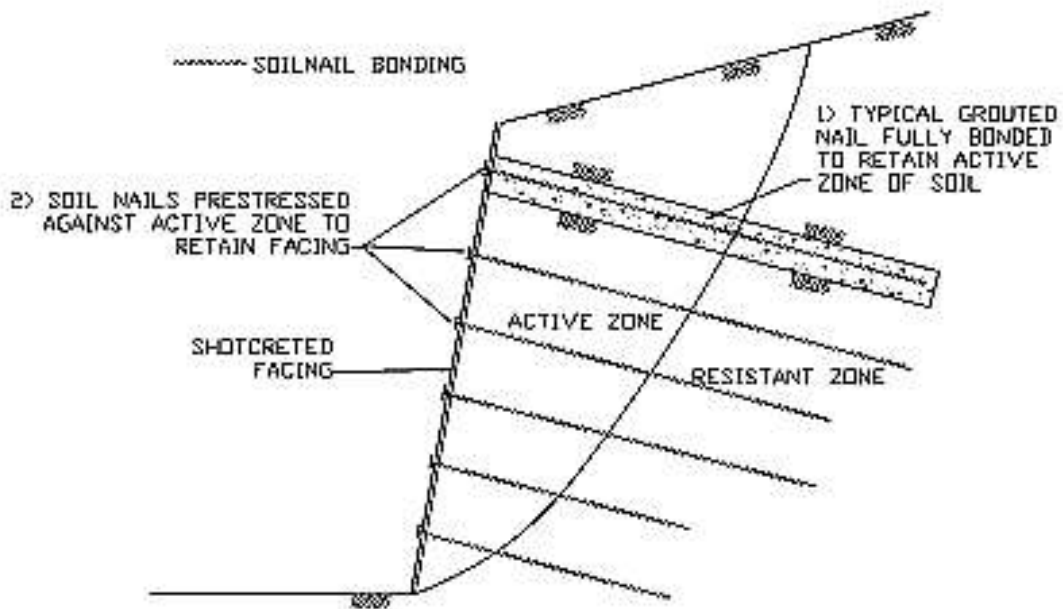 SOILNAIL BONDING
1) TYPICAL GROUTED
NAIL FULLY BONDED
TO RETAIN ACTIVE
ZONE OF SOIL
2) SOIL NAILS PRESTRESSED
AGAINST ACTIVE ZONE TO
RETAIN FACING
ACTIVE ZONE
SHOTCRETED
FACING
RESISTANT ZONE